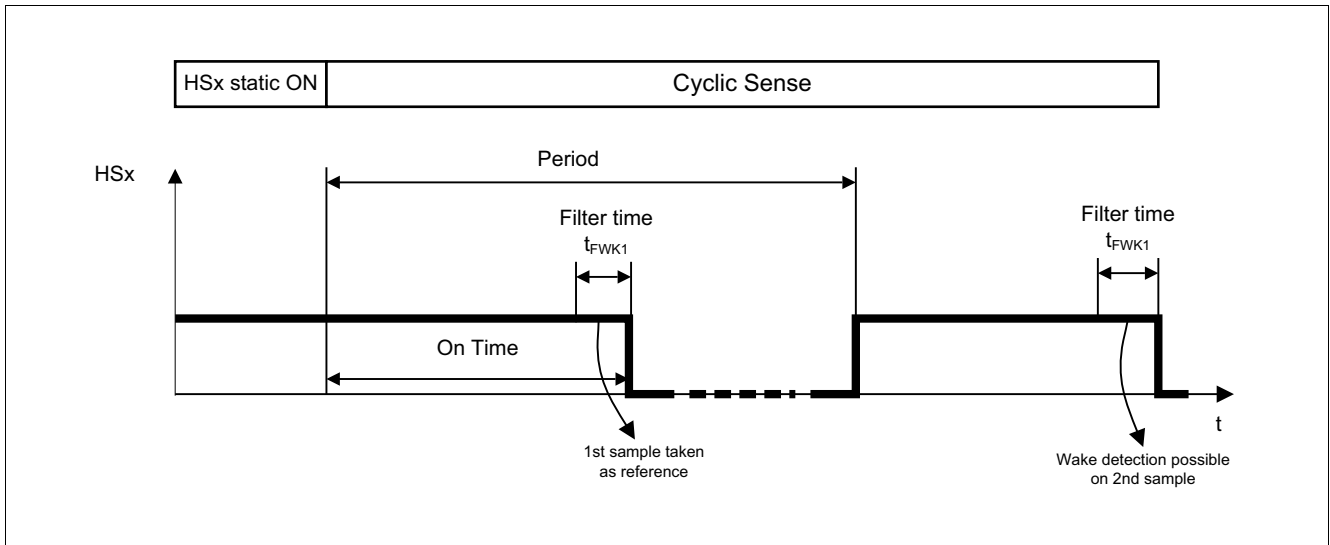 HSx static ON
Cyclic Sense
HSx
Period
Filter time
tFWK1
Filter time
tFWK1
On Time
t
1st sample taken
as reference
Wake detection possible
on 2nd sample